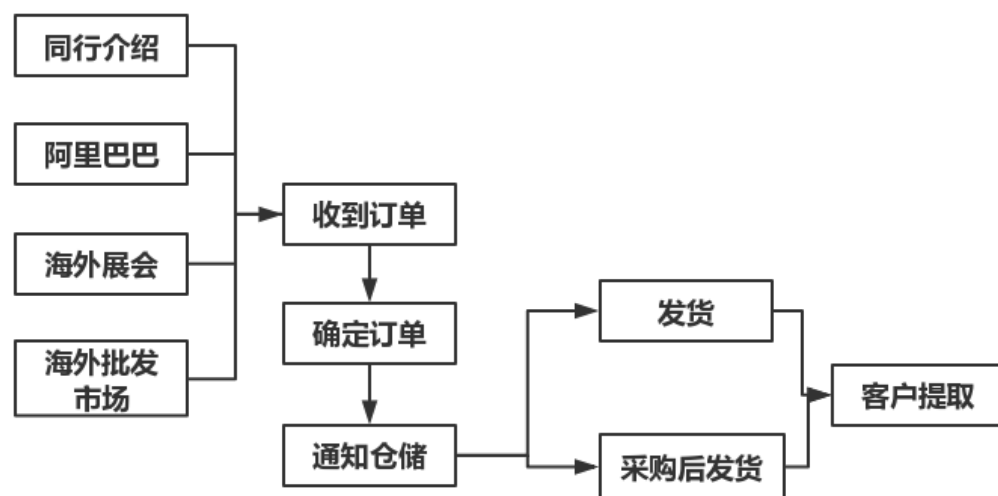 同行介绍
阿里巴巴
海外展会
海外批发
市场
收到订单
确定订单
通知仓储
发货
采购后发货
客户提取